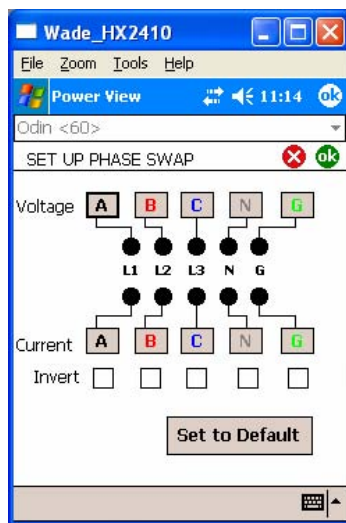 Wade_HX2410
File Zoom Tools Help
Power View 11:14 ok
Odin <60>
SET UP PHASE SWAP ok
Voltage A B C N G
L1 L2 L3 N G
Current A B C N G
Invert
Set to Default